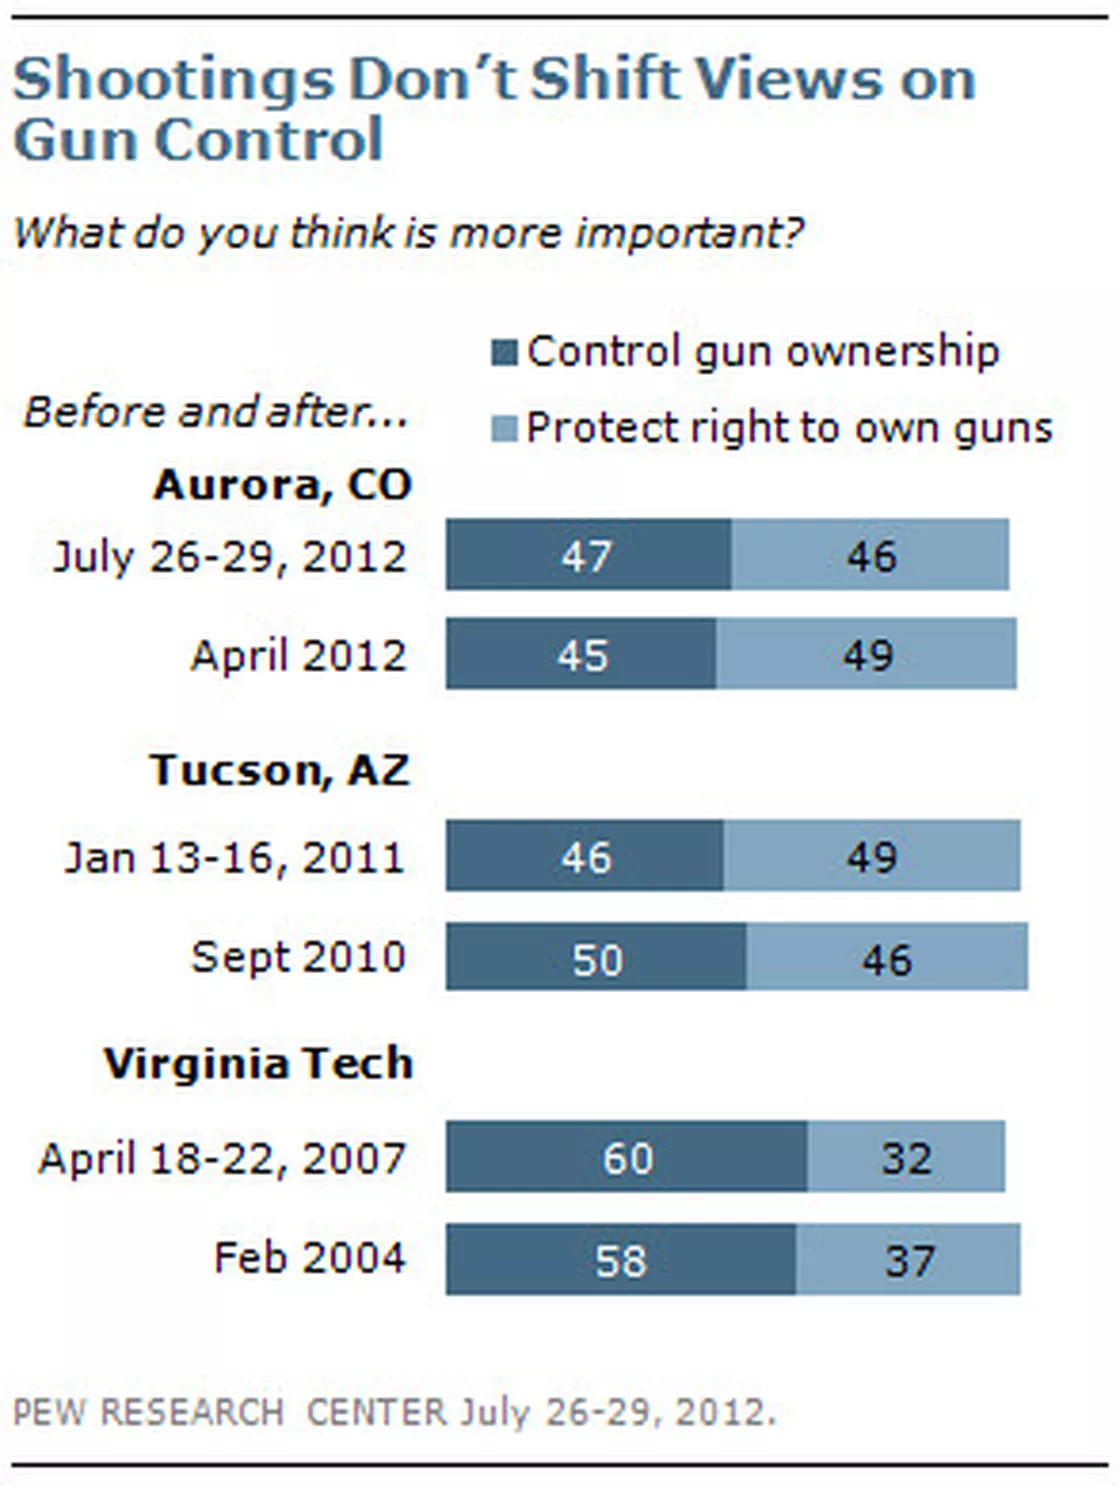 Shootings Don't Shift Views on
Gun Control
What do you think is more important?
Control gun ownership
Before and after...
Protect right to own guns
Aurora, CO
July 26-29, 2012 47 46
April 2012 45 49
Tucson, AZ
Jan 13-16, 2011 46 49
Sept 2010 50 46
Virginia Tech
April 18-22, 2007 60 32
Feb 2004 58 37
PEW RESEARCH CENTER July 26-29, 2012.